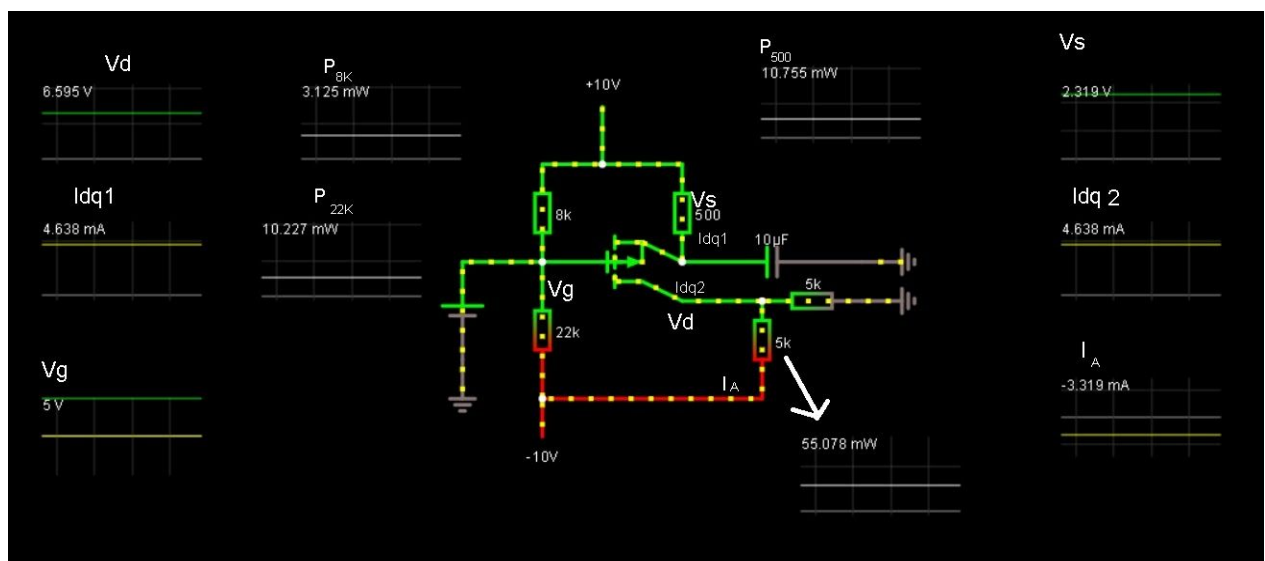 Vd
6.595 V
P8K
3.125 mW
P500
10.755 mW
Vs
2.319 V
+10V
Idq1
4.638 mA
P22K
10.227 mW
8k
Vs
500
Idq1
10µF
Idq 2
4.638 mA
Vg
Idq2
5k
Vd
22k
5k
Vg
5 V
IA
IA
-3.319 mA
-10V
55.078 mW